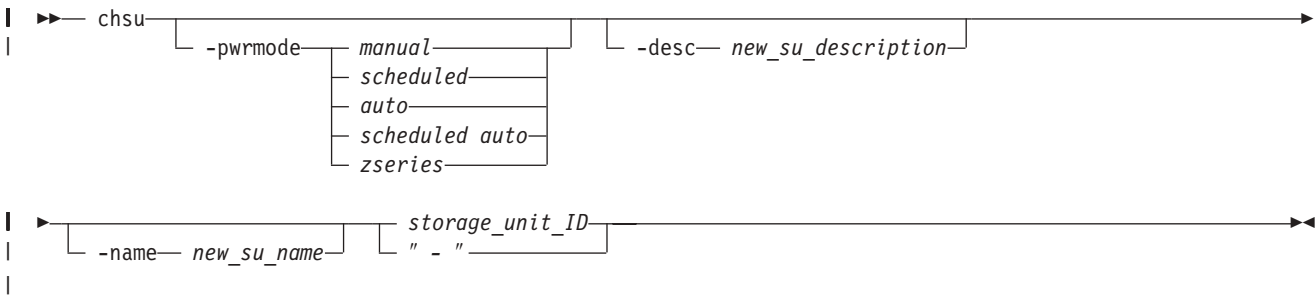 chsu
-pwrmode manual -desc new_su_description
scheduled
auto
scheduled auto
zseries
storage_unit_ID
-name new_su_name " - "